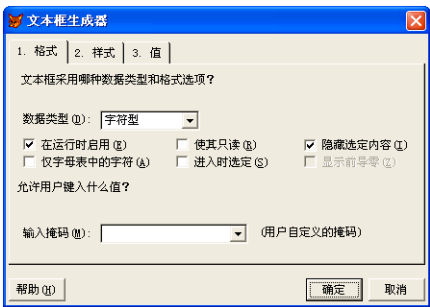 文本框生成器
1. 格式 2. 样式 3. 值
文本框采用哪种数据类型和格式选项?
数据类型(D): 字符型
在运行时启用(E) 使其只读(R) 隐藏选定内容(I)
仅字母表中的字符(A) 进入时选定(S) 显示前导零(Z)
允许用户键入什么值?
输入掩码(M): (用户自定义的掩码)
帮助(H) 确定 取消